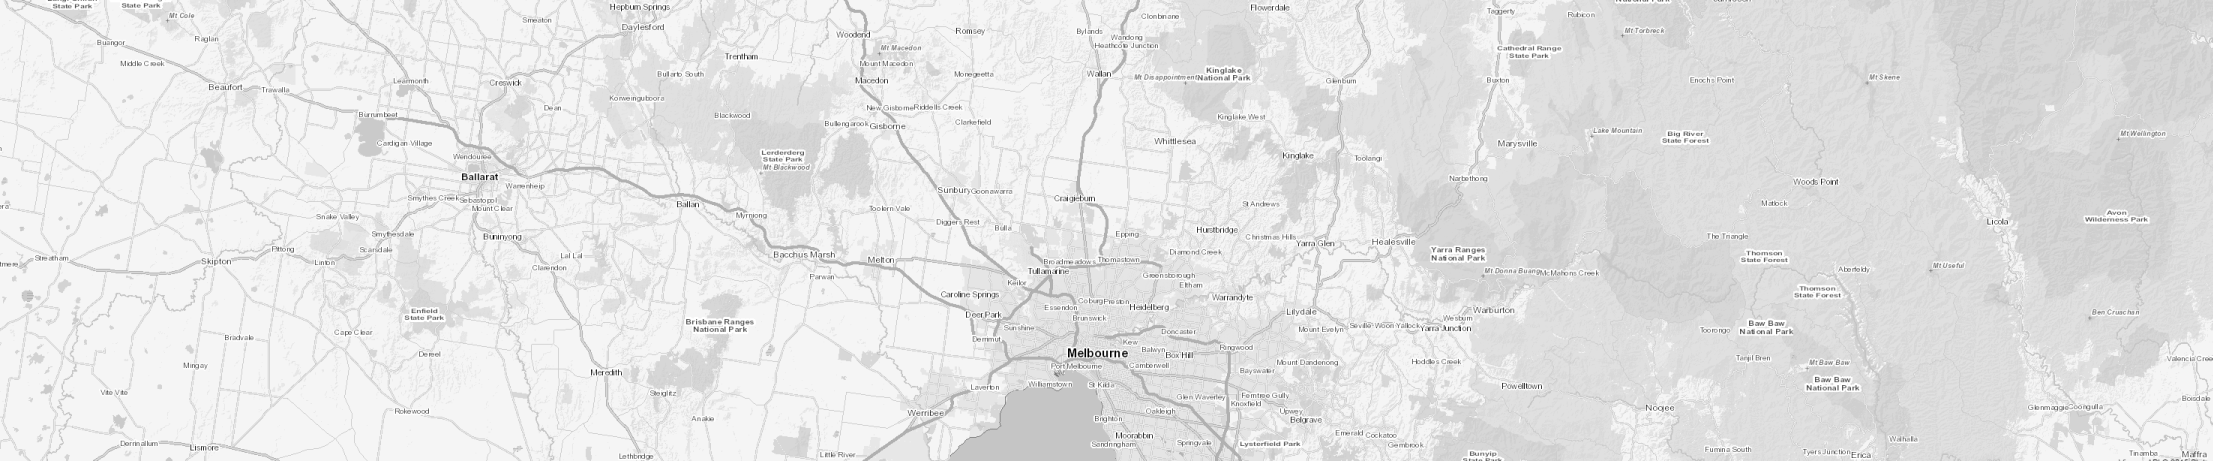 State Park
State Park
Mt Cole
Raglan
Buangor
Middle Creek
Beaufort
Trawalla
Smeaton
Hepburn Springs
Daylesford
Learmonth
Creswick
Dean
Bullarto South
Korweinguboora
Trentham
Blackwood
Burrumbeet
Cardigan Village
Wendouree
Ballarat
Warrenheip
Smythes Creek
Sebastopol
Mount Clear
Snake Valley
Smythesdale
Buninyong
Pittong
Scarsdale
Linton
Skipton
Streatham
Clarendon
Lal Lal
Enfield
State Park
Cape Clear
Bradvale
Dereel
Mingay
Vite Vite
Rokewood
Derrinallum
Lismore
Meredith
Lethbridge
Steiglitz
Anakie
Little River
Brisbane Ranges
National Park
Lerderderg
State Park
Mt Blackwood
Ballan
Myrniong
Bacchus Marsh
Parwan
Melton
Toolern Vale
Woodend
Mt Macedon
Mount Macedon
Macedon
Romsey
Monegeetta
New Gisborne
Riddells Creek
Bullengarook
Gisborne
Clarkefield
Sunbury
Goonawarra
Diggers Rest
Bulla
Clonbinane
Bylands
Wandong
Heathcote Junction
Wallan
Mt Disappointment
Kinglake
National Park
Flowerdale
Kinglake West
Whittlesea
Kinglake
Toolangi
Glenburn
Craigieburn
St Andrews
Hurstbridge
Epping
Christmas Hills
Yarra Glen
Healesville
Diamond Creek
Broadmeadows
Thomastown
Tullamarine
Greensborough
Keilor
Eltham
Caroline Springs
Coburg
Preston
Warrandyte
Essendon
Heidelberg
Deer Park
Brunswick
Lilydale
Sunshine
Doncaster
Mount Evelyn
Seville
Woori Yallock
Yarra Junction
Wesburn
Warburton
Derrimut
Kew
Melbourne
Balwyn
Box Hill
Ringwood
Port Melbourne
Camberwell
Mount Dandenong
Hoddles Creek
Bayswater
Williamstown
St Kilda
Laverton
Glen Waverley
Ferntree Gully
Knoxfield
Powelltown
Werribee
Oakleigh
Upwey
Brighton
Belgrave
Moorabbin
Emerald
Cockatoo
Sandringham
Springvale
Lysterfield Park
Gembrook
Bunyip
State Park
Taggerty
Rubicon
National Park
Mt Torbreck
Cathedral Range
State Park
Buxton
Enochs Point
Mt Skene
Lake Mountain
Big River
State Forest
Marysville
Narbethong
Woods Point
Matlock
Mt Wellington
Licola
Avon
Wilderness Park
Yarra Ranges
National Park
Mt Donna Buang
McMahons Creek
The Triangle
Thomson
State Forest
Aberfeldy
Mt Useful
Thomson
State Forest
Ben Cruachan
Baw Baw
National Park
Toorongo
Tanjil Bren
Mt Baw Baw
Baw Baw
National Park
Valencia Cree
Boisdale
Noojee
Glenmaggie
Coongulla
Walhalla
Fumina South
Tyers Junction
Erica
Tinamba
Maffra